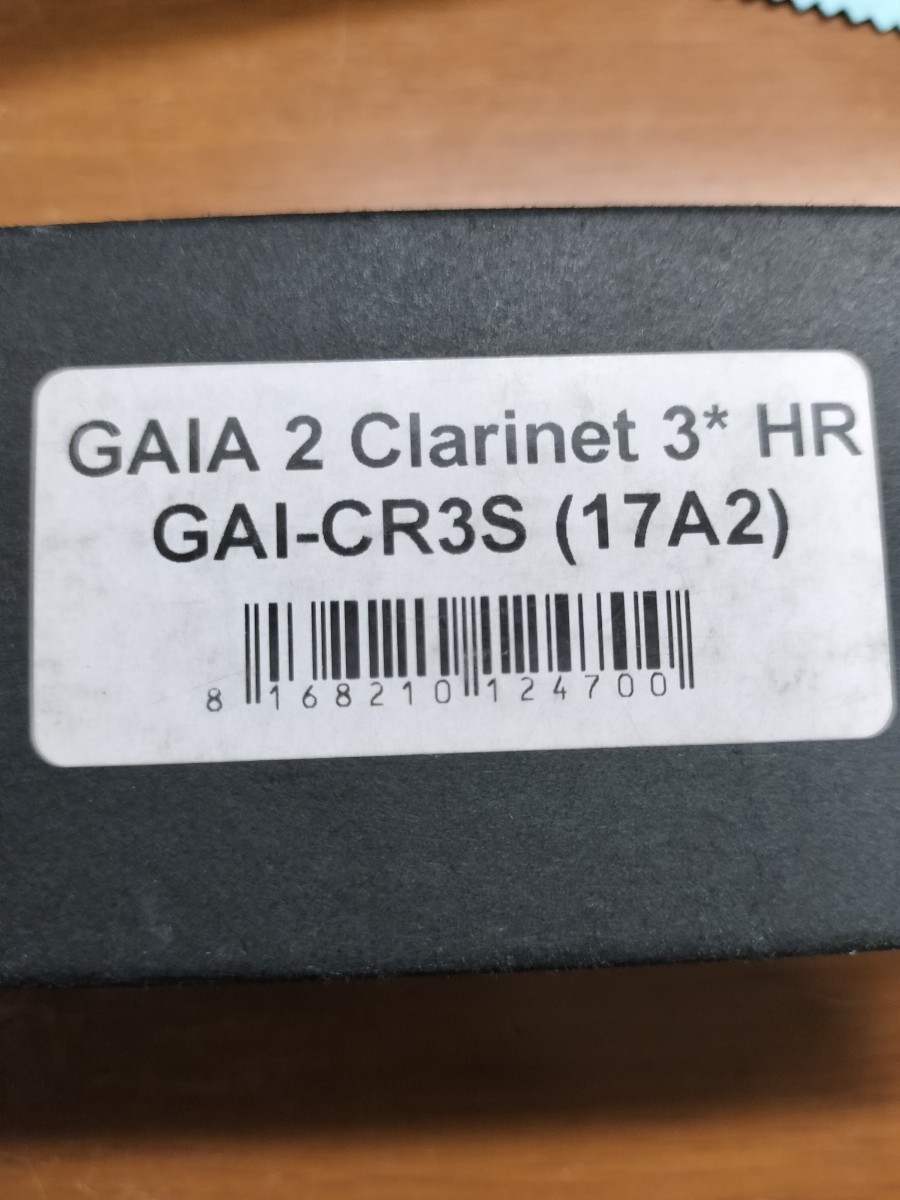 GAIA 2 Clarinet 3* HR
GAI-CR3S (17A2)
8 168210 124700